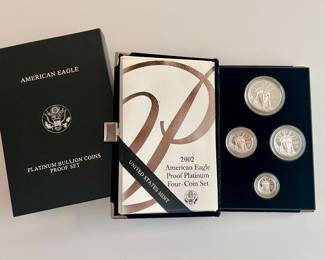 AMERICAN EAGLE
PLATINUM BULLION COINS
PROOF SET
2002
American Eagle
Proof Platinum
Four-Coin Set
UNITED STATES MINT